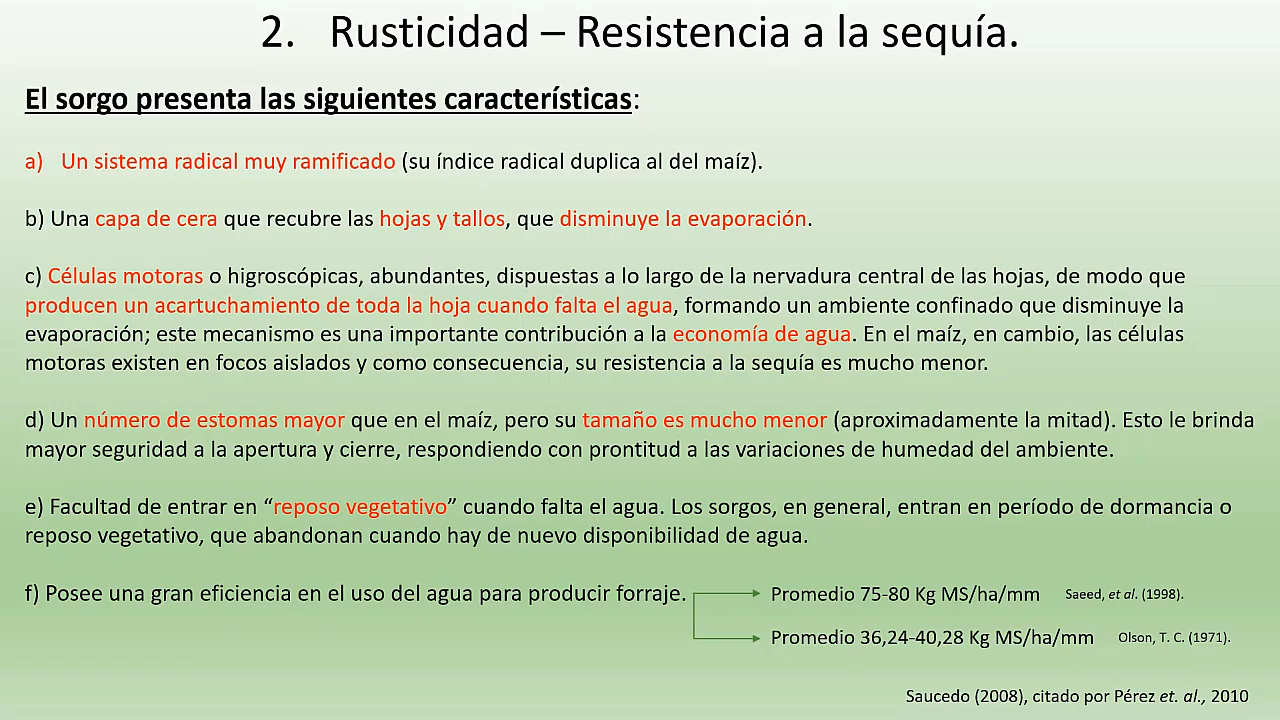 2. Rusticidad – Resistencia a la sequía.
El sorgo presenta las siguientes características:
a) Un sistema radical muy ramificado (su índice radical duplica al del maíz).
b) Una capa de cera que recubre las hojas y tallos, que disminuye la evaporación.
c) Células motoras o higroscópicas, abundantes, dispuestas a lo largo de la nervadura central de las hojas, de modo que
producen un acartuchamiento de toda la hoja cuando falta el agua, formando un ambiente confinado que disminuye la
evaporación; este mecanismo es una importante contribución a la economía de agua. En el maíz, en cambio, las células
motoras existen en focos aislados y como consecuencia, su resistencia a la sequía es mucho menor.
d) Un número de estomas mayor que en el maíz, pero su tamaño es mucho menor (aproximadamente la mitad). Esto le brinda
mayor seguridad a la apertura y cierre, respondiendo con prontitud a las variaciones de humedad del ambiente.
e) Facultad de entrar en “reposo vegetativo” cuando falta el agua. Los sorgos, en general, entran en período de dormancia o
reposo vegetativo, que abandonan cuando hay de nuevo disponibilidad de agua.
f) Posee una gran eficiencia en el uso del agua para producir forraje. Promedio 75-80 Kg MS/ha/mm Saeed, et al. (1998).
Promedio 36,24-40,28 Kg MS/ha/mm Olson, T. C. (1971).
Saucedo (2008), citado por Pérez et. al., 2010